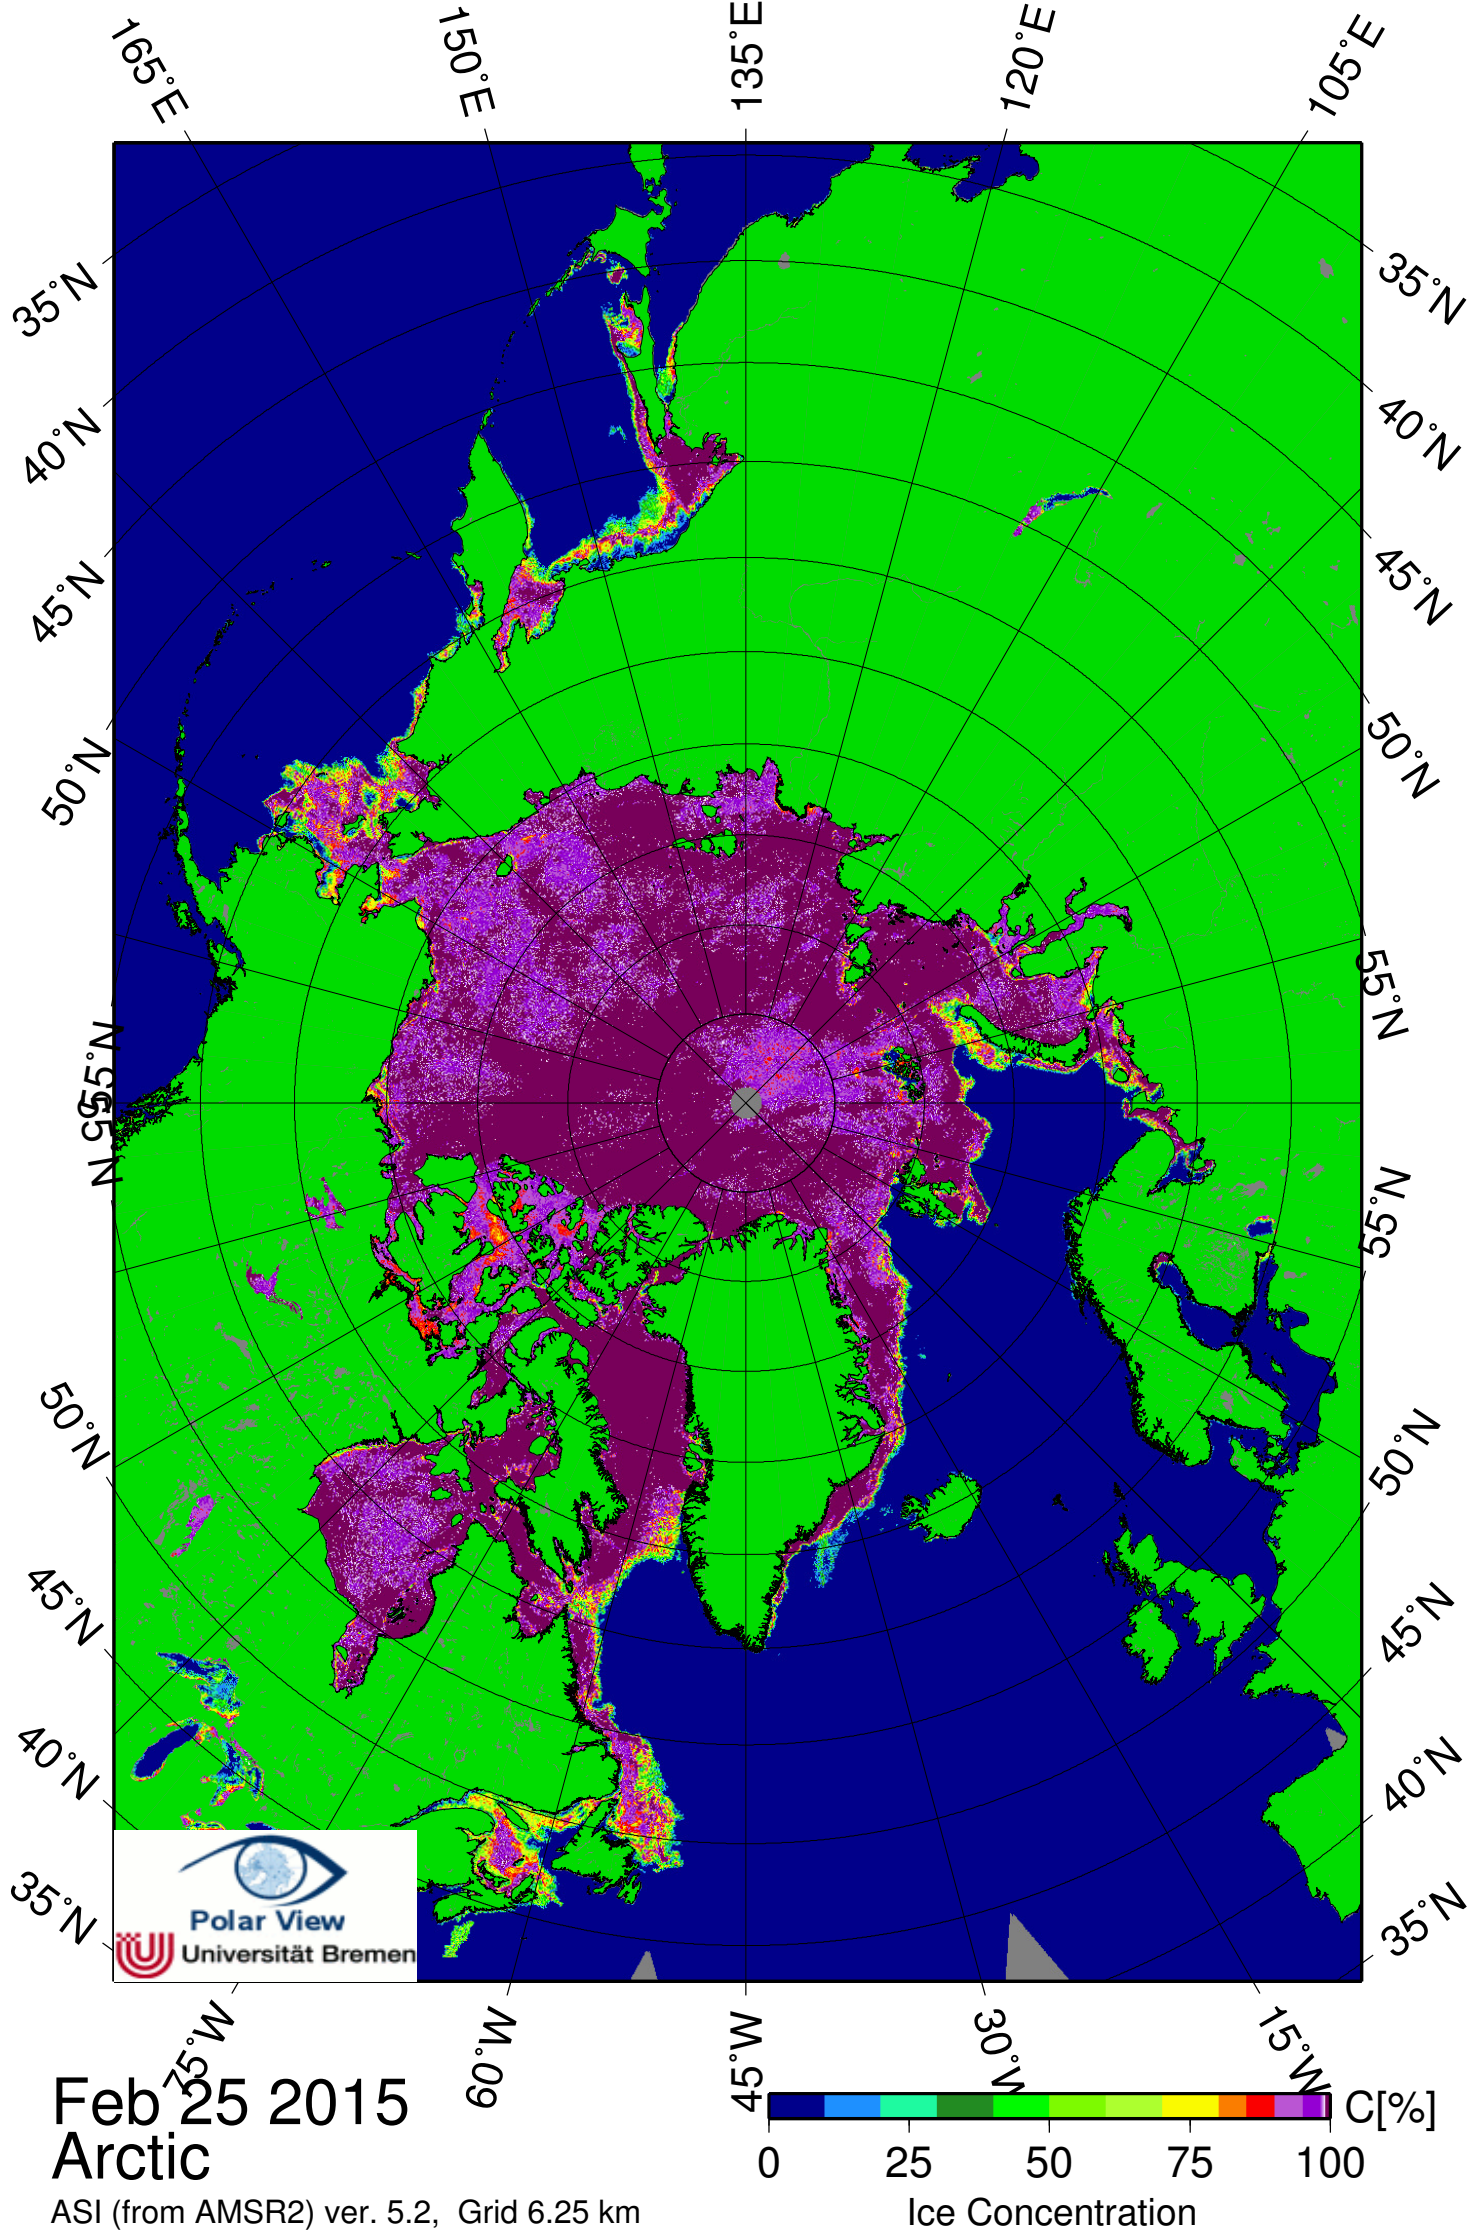 165°E 150°E 135°E 120°E 105°E
35°N 35°N
40°N 40°N
45°N 45°N
50°N 50°N
55°N 55°N
55°N 55°N
50°N 50°N
45°N 45°N
40°N 40°N
35°N 35°N
Polar View
Universität Bremen
75°W 60°W 45°W 30°W 15°W
Feb 25 2015
Arctic
ASI (from AMSR2) ver. 5.2, Grid 6.25 km
C[%]
0 25 50 75 100
Ice Concentration